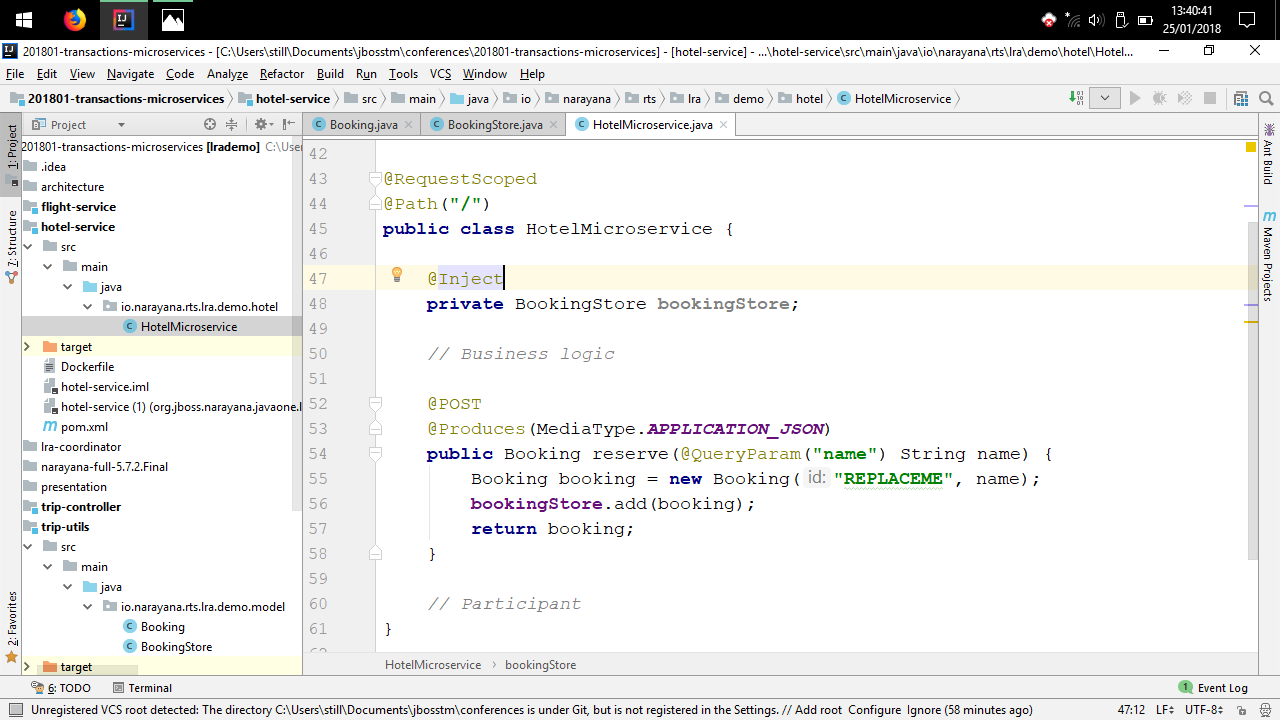 13:40:41
25/01/2018
201801-transactions-microservices - [C:\Users\still\Documents\jbosstm\conferences\201801-transactions-microservices] - [hotel-service] - ...\hotel-service\src\main\java\io\narayana\rts\lra\demo\hotel\Hotel...
File Edit View Navigate Code Analyze Refactor Build Run Tools VCS Window Help
201801-transactions-microservices hotel-service src main java io narayana rts lra demo hotel HotelMicroservice
Project Booking.java BookingStore.java HotelMicroservice.java
1: Project
7: Structure
2: Favorites
201801-transactions-microservices [lrademo] C:\User
.idea
architecture
flight-service
hotel-service
src
main
java
io.narayana.rts.lra.demo.hotel
HotelMicroservice
target
Dockerfile
hotel-service.iml
hotel-service (1) (org.jboss.narayana.javaone.l
pom.xml
lra-coordinator
narayana-full-5.7.2.Final
presentation
trip-controller
trip-utils
src
main
java
io.narayana.rts.lra.demo.model
Booking
BookingStore
target
42
43 @RequestScoped
44 @Path("/")
45 public class HotelMicroservice {
46
47 @Inject
48 private BookingStore bookingStore;
49
50 // Business logic
51
52 @POST
53 @Produces(MediaType.APPLICATION_JSON)
54 public Booking reserve(@QueryParam("name") String name) {
55 Booking booking = new Booking( id: "REPLACEME", name);
56 bookingStore.add(booking);
57 return booking;
58 }
59
60 // Participant
61 }
HotelMicroservice › bookingStore
Ant Build
Maven Projects
6: TODO Terminal 1 Event Log
Unregistered VCS root detected: The directory C:\Users\still\Documents\jbosstm\conferences is under Git, but is not registered in the Settings. // Add root Configure Ignore (58 minutes ago) 47:12 LF÷ UTF-8÷